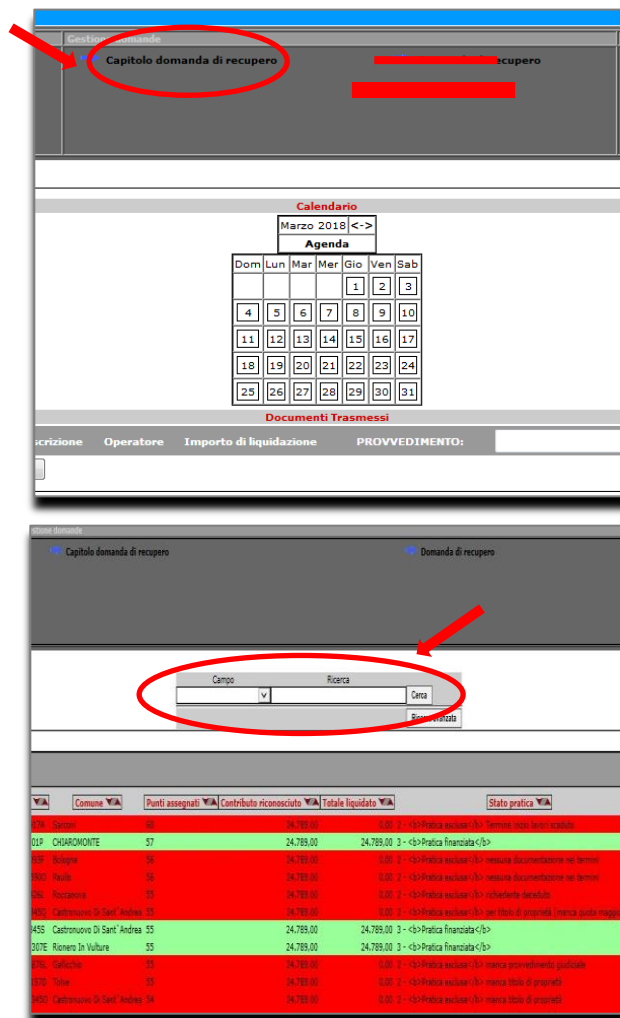 Gestione domande
Capitolo domanda di recupero
ecupero
Calendario
Marzo 2018 <->
Agenda
Dom Lun Mar Mer Gio Ven Sab
1 2 3
4 5 6 7 8 9 10
11 12 13 14 15 16 17
18 19 20 21 22 23 24
25 26 27 28 29 30 31
Documenti Trasmessi
scrizione Operatore Importo di liquidazione PROVVEDIMENTO:
estione domande
Capitolo domanda di recupero Domanda di recupero
Campo Ricerca
Cerca
Ricerca avanzata
Comune Punti assegnati Contributo riconosciuto Totale liquidato Stato pratica
Sarconi 60 24.789,00 0,00 2 - <b>Pratica esclusa</b> Termine inizio lavori scaduto
01P CHIAROMONTE 57 24.789,00 24.789,00 3 - <b>Pratica finanziata</b>
Bologna 56 24.789,00 0,00 2 - <b>Pratica esclusa</b> nessuna documentazione nei termini
Paullo 56 24.789,00 0,00 2 - <b>Pratica esclusa</b> nessuna documentazione nei termini
Roccanova 55 24.789,00 0,00 2 - <b>Pratica esclusa</b> richiedente deceduto
Castronuovo Di Sant`Andrea 55 24.789,00 0,00 2 - <b>Pratica esclusa</b> per titolo di proprietà (manca quota maggio
345S Castronuovo Di Sant`Andrea 55 24.789,00 24.789,00 3 - <b>Pratica finanziata</b>
307E Rionero In Vulture 55 24.789,00 24.789,00 3 - <b>Pratica finanziata</b>
Gallicchio 55 24.789,00 0,00 2 - <b>Pratica esclusa</b> manca provvedimento giudiziale
Tolve 55 24.789,00 0,00 2 - <b>Pratica esclusa</b> manca titolo di proprietà
Castronuovo Di Sant`Andrea 54 24.789,00 0,00 2 - <b>Pratica esclusa</b> manca titolo di proprietà